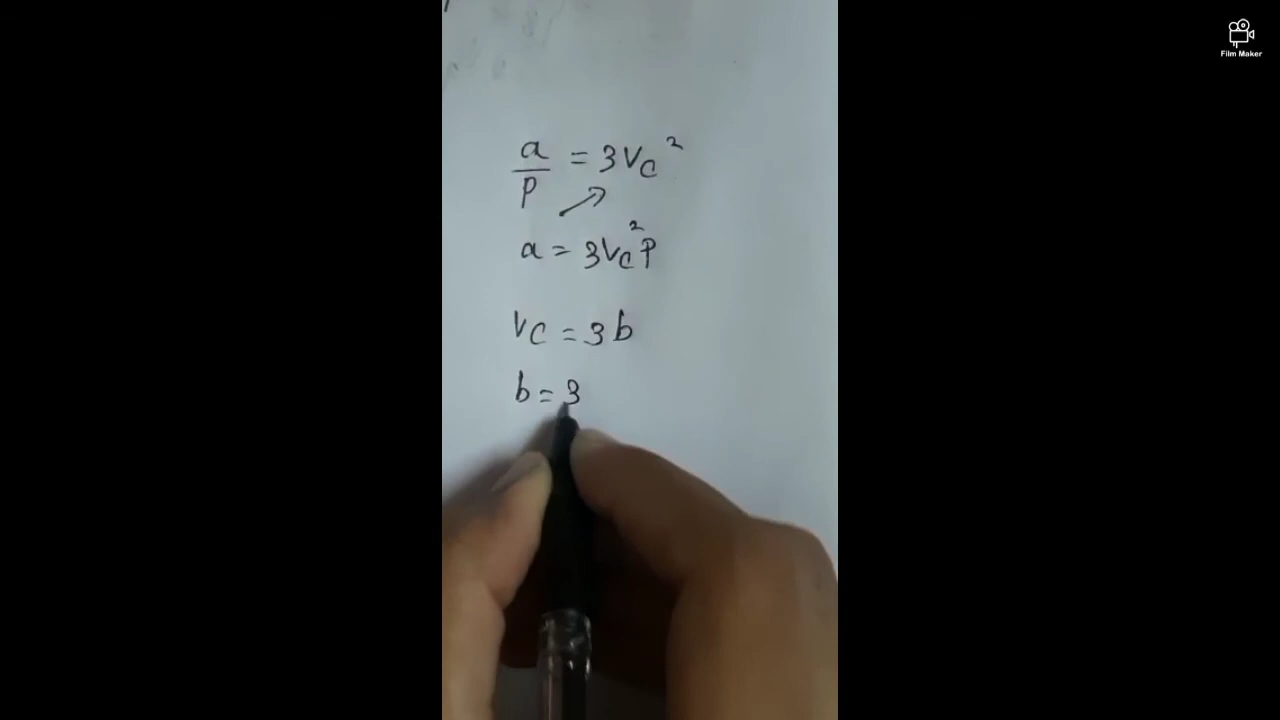 Film Maker
a/P = 3Vc²
a = 3Vc²P
Vc = 3b
b = 3